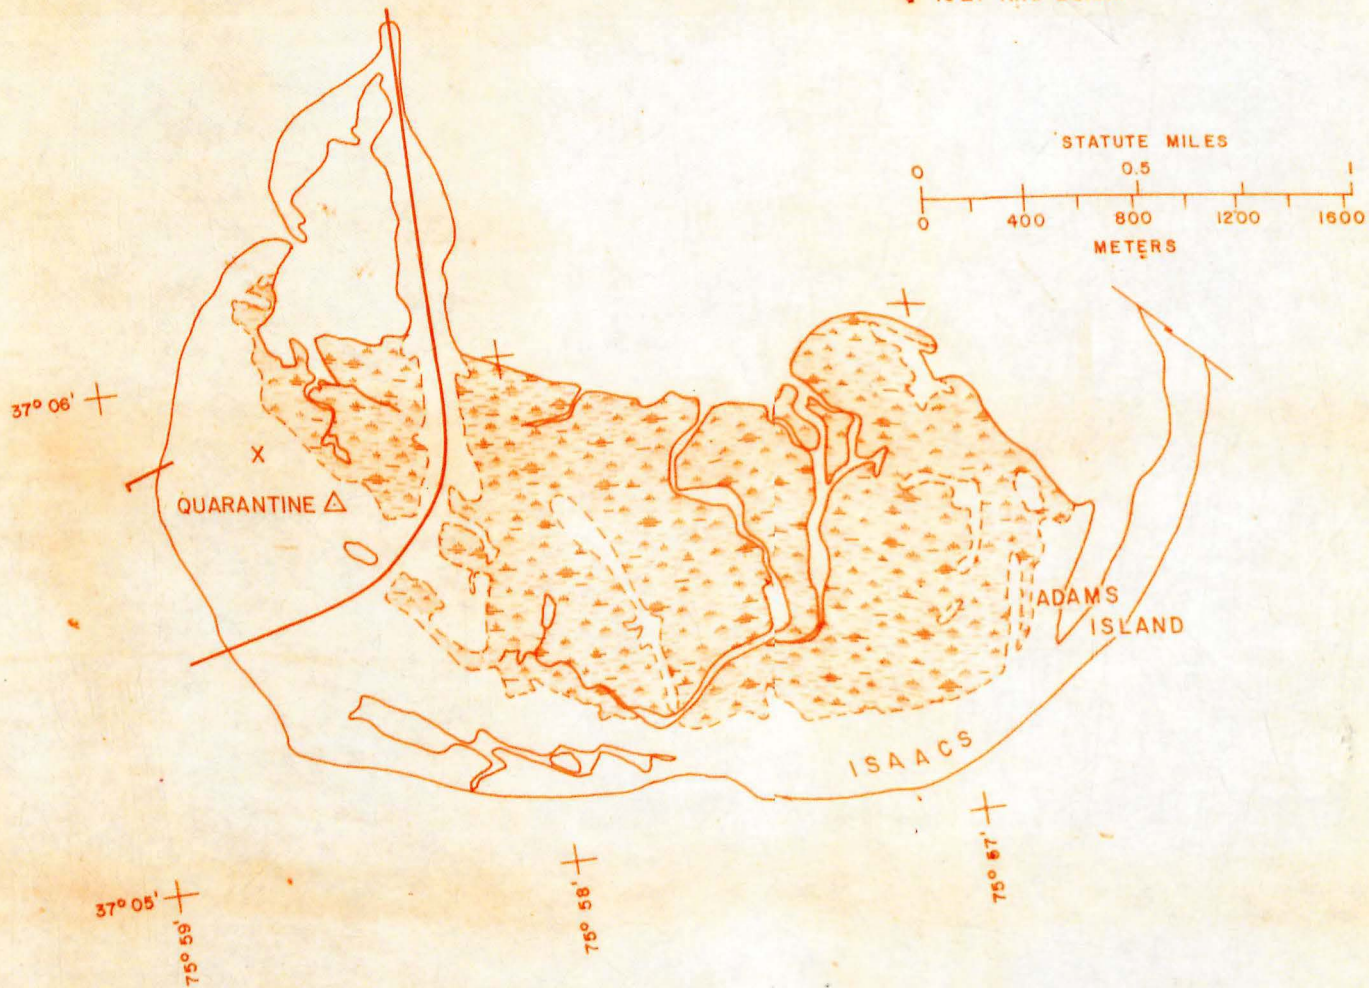 STATUTE MILES
0 0.5 1
0 400 800 1200 1600
METERS
37° 06'
X
QUARANTINE
ADAMS
ISLAND
ISAACS
37° 05'
75° 59'
75° 58'
75° 57'